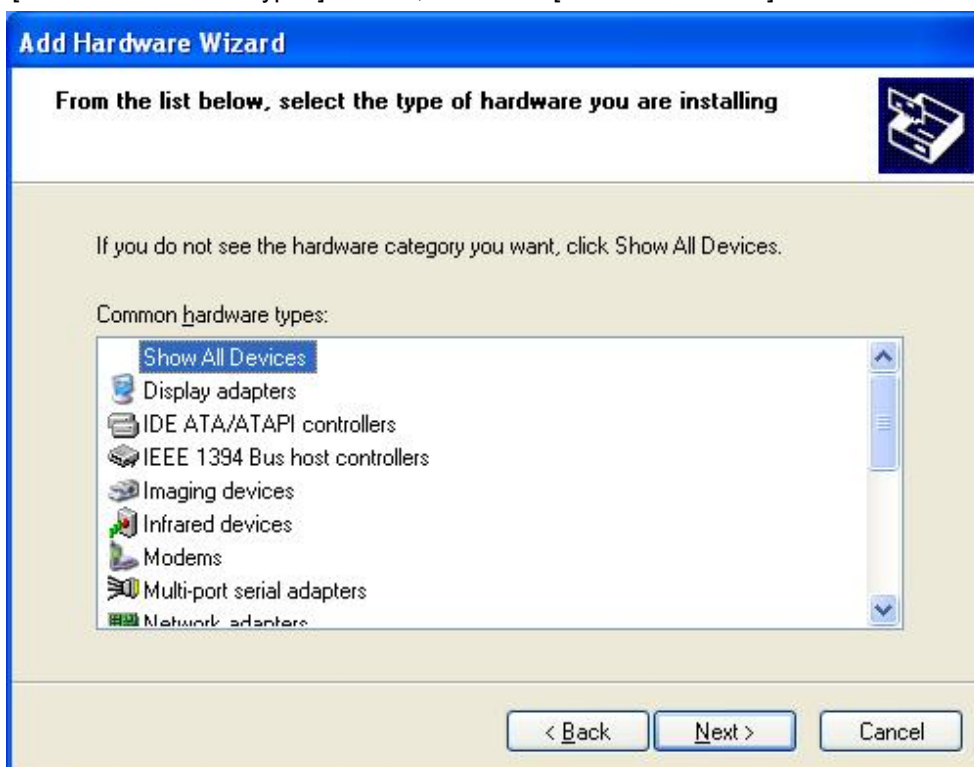 Add Hardware Wizard
From the list below, select the type of hardware you are installing
If you do not see the hardware category you want, click Show All Devices.
Common hardware types:
Show All Devices
Display adapters
IDE ATA/ATAPI controllers
IEEE 1394 Bus host controllers
Imaging devices
Infrared devices
Modems
Multi-port serial adapters
Network adapters
< Back Next > Cancel